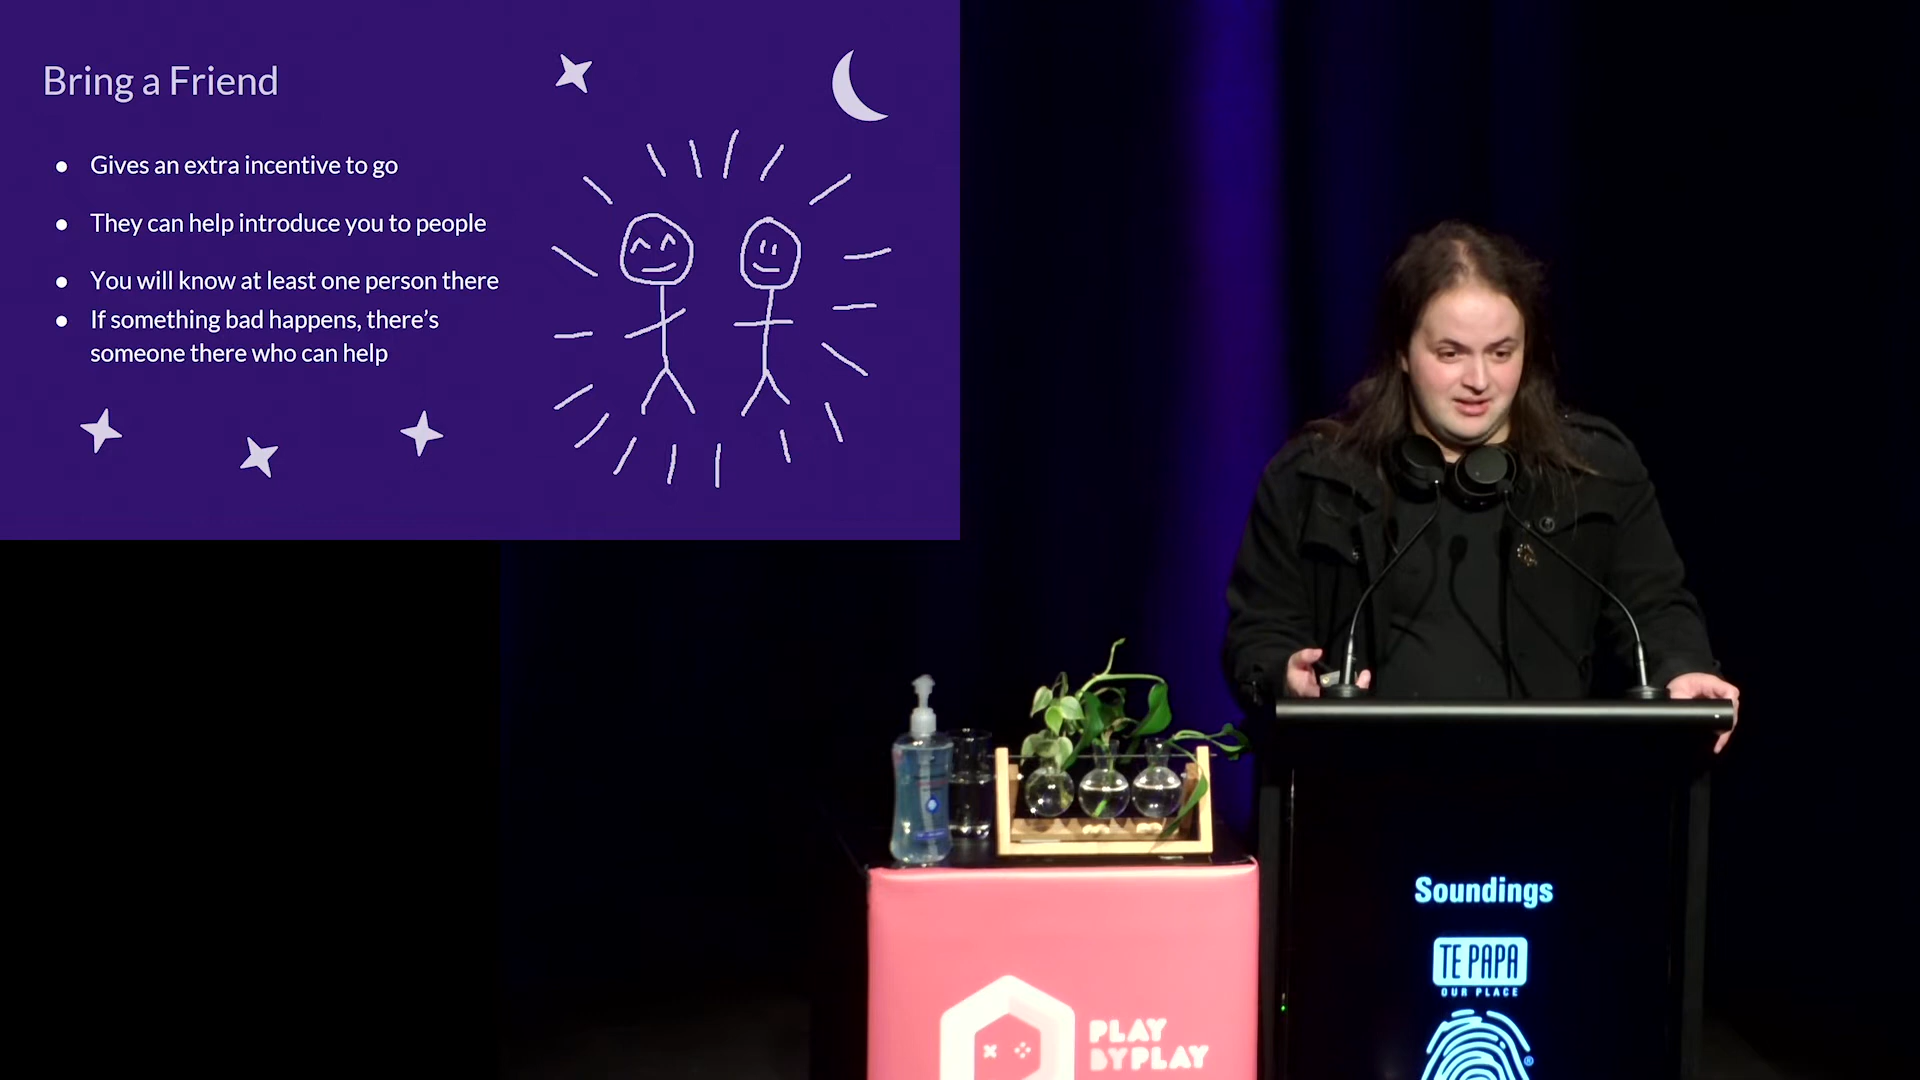 Bring a Friend
● Gives an extra incentive to go
● They can help introduce you to people
● You will know at least one person there
● If something bad happens, there's
someone there who can help
Soundings
TE PAPA
OUR PLACE
PLAY
BYPLAY